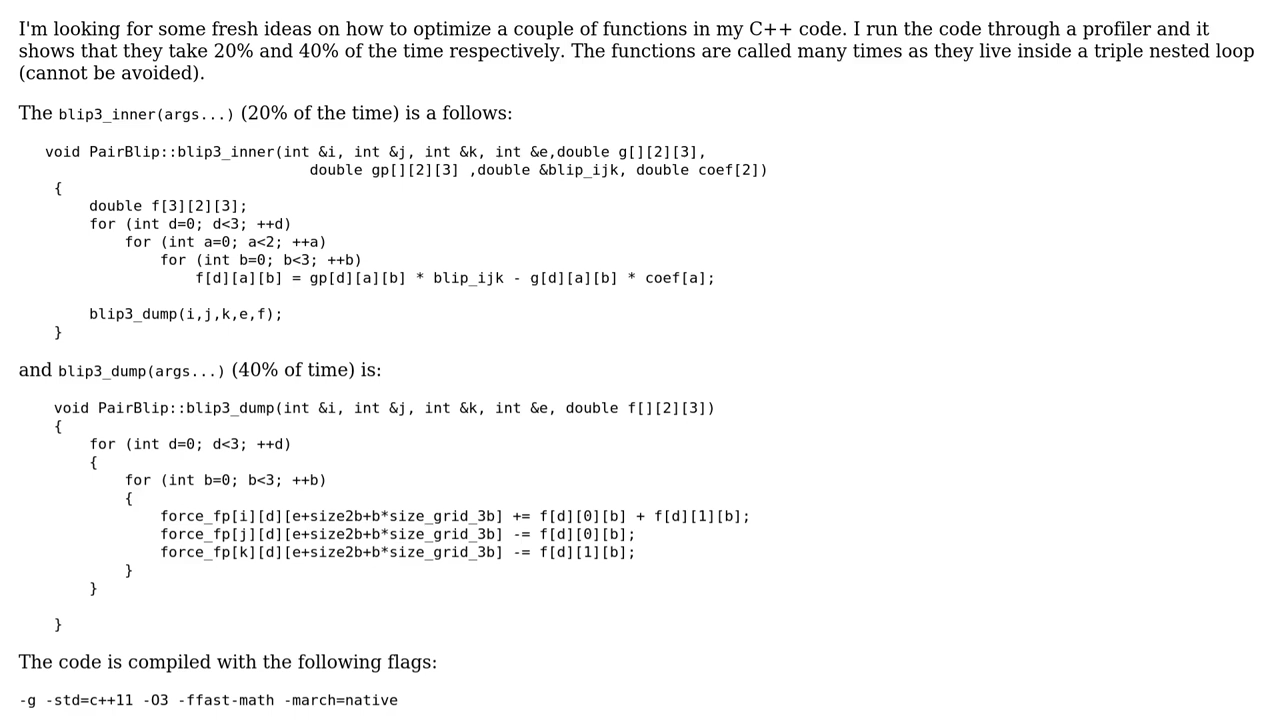 I'm looking for some fresh ideas on how to optimize a couple of functions in my C++ code. I run the code through a profiler and it
shows that they take 20% and 40% of the time respectively. The functions are called many times as they live inside a triple nested loop
(cannot be avoided).
The blip3_inner(args...) (20% of the time) is a follows:
void PairBlip::blip3_inner(int &i, int &j, int &k, int &e,double g[][2][3],
double gp[][2][3] ,double &blip_ijk, double coef[2])
{
double f[3][2][3];
for (int d=0; d<3; ++d)
for (int a=0; a<2; ++a)
for (int b=0; b<3; ++b)
f[d][a][b] = gp[d][a][b] * blip_ijk - g[d][a][b] * coef[a];
blip3_dump(i,j,k,e,f);
}
and blip3_dump(args...) (40% of time) is:
void PairBlip::blip3_dump(int &i, int &j, int &k, int &e, double f[][2][3])
{
for (int d=0; d<3; ++d)
{
for (int b=0; b<3; ++b)
{
force_fp[i][d][e+size2b+b*size_grid_3b] += f[d][0][b] + f[d][1][b];
force_fp[j][d][e+size2b+b*size_grid_3b] -= f[d][0][b];
force_fp[k][d][e+size2b+b*size_grid_3b] -= f[d][1][b];
}
}
}
The code is compiled with the following flags:
-g -std=c++11 -O3 -ffast-math -march=native